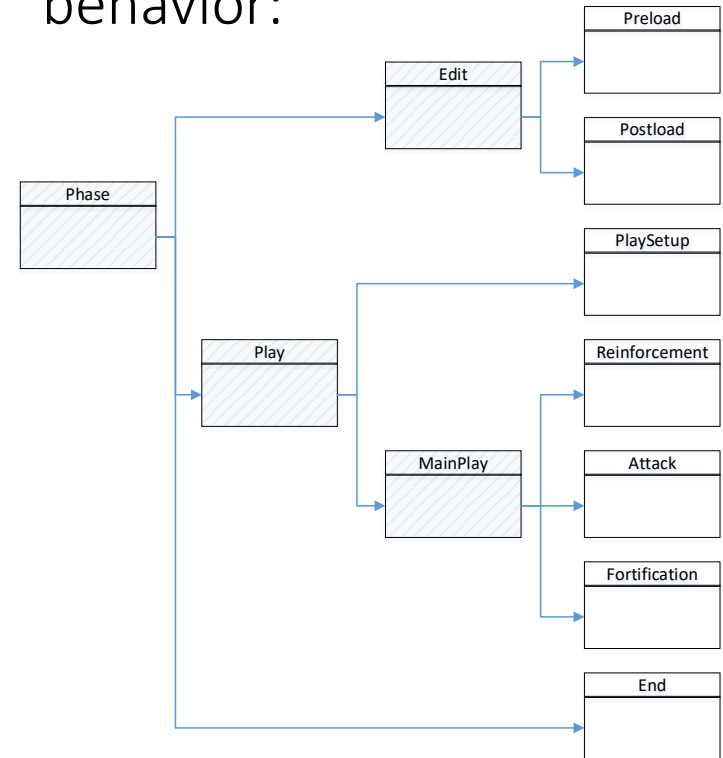 behavior:
Preload
Edit
Postload
Phase
PlaySetup
Play
Reinforcement
MainPlay
Attack
Fortification
End